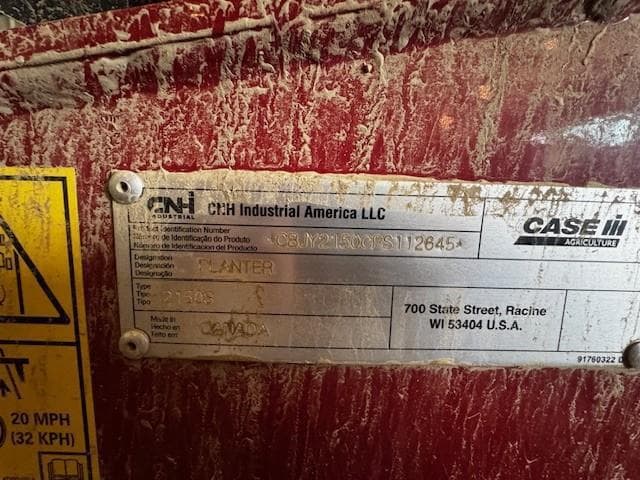 CNH
INDUSTRIAL
CNH Industrial America LLC
Product Identification Number
Número de Identificação do Produto
Número de Identificación del Producto
CASE IH
AGRICULTURE
Designation
Designación
Designação
PLANTER
Type
Tipo
Tipo
Made in
Hecho en
Feito em:
CANADA
700 State Street, Racine
WI 53404 U.S.A.
91760322
20 MPH
(32 KPH)